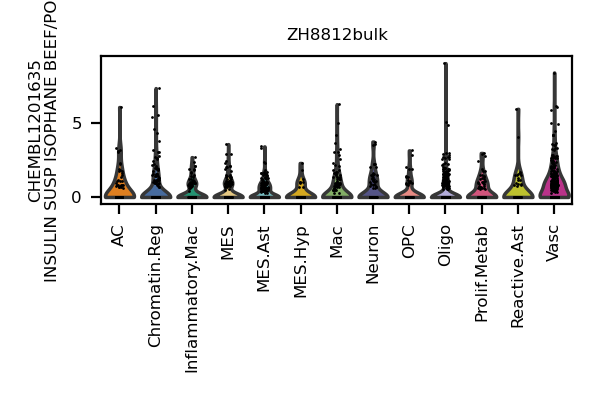 ZH8812bulk
CHEMBL1201635
INSULIN SUSP ISOPHANE BEEF/PO
5
0
AC
Chromatin.Reg
Inflammatory.Mac
MES
MES.Ast
MES.Hyp
Mac
Neuron
OPC
Oligo
Prolif.Metab
Reactive.Ast
Vasc